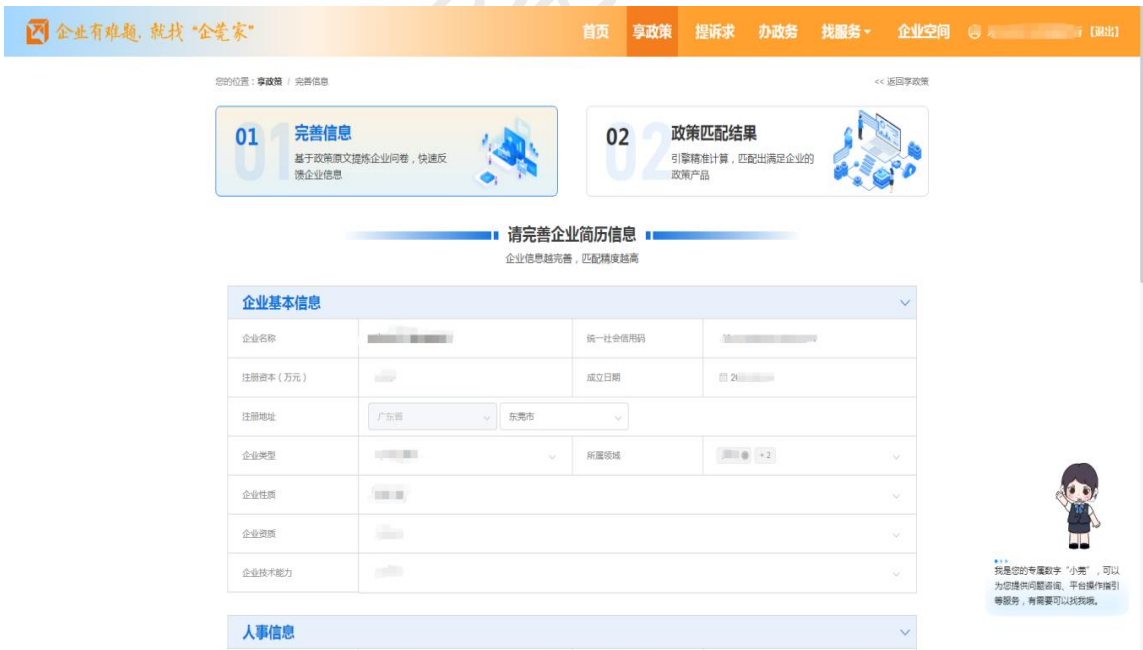 企业有难题,就找“企莞家”
首页 享政策 提诉求 办政务 找服务 企业空间 【退出】
您的位置：享政策 / 完善信息 << 返回享政策
01 完善信息
基于政策原文提炼企业问卷，快速反
馈企业信息
02 政策匹配结果
引擎精准计算，匹配出满足企业的
政策产品
请完善企业简历信息
企业信息越完善，匹配精度越高
企业基本信息
企业名称 统一社会信用码
注册资本（万元） 成立日期
注册地址 广东省 东莞市
企业类型 所属领域 + 2
企业性质
企业资质
企业技术能力
人事信息
我是您的专属数字“小莞”，可以
为您提供问题咨询、平台操作指引
等服务，有需要可以找我哦。